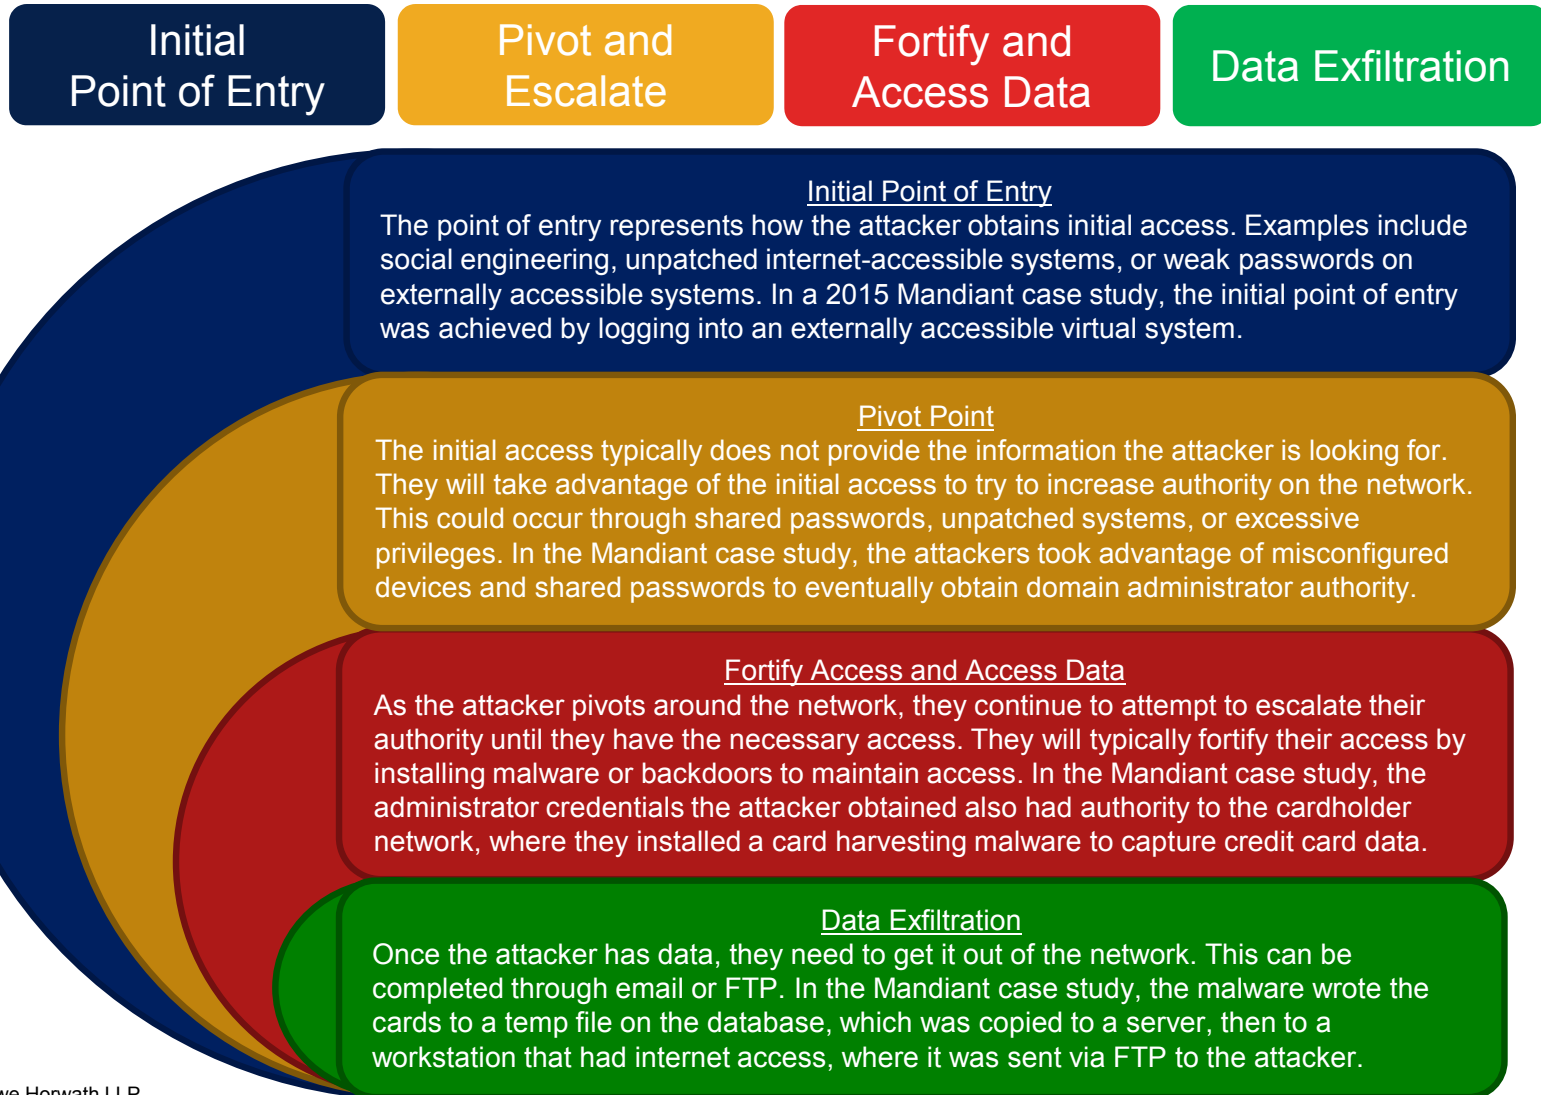 Initial
Point of Entry
Pivot and
Escalate
Fortify and
Access Data
Data Exfiltration
Initial Point of Entry
The point of entry represents how the attacker obtains initial access. Examples include
social engineering, unpatched internet-accessible systems, or weak passwords on
externally accessible systems. In a 2015 Mandiant case study, the initial point of entry
was achieved by logging into an externally accessible virtual system.
Pivot Point
The initial access typically does not provide the information the attacker is looking for.
They will take advantage of the initial access to try to increase authority on the network.
This could occur through shared passwords, unpatched systems, or excessive
privileges. In the Mandiant case study, the attackers took advantage of misconfigured
devices and shared passwords to eventually obtain domain administrator authority.
Fortify Access and Access Data
As the attacker pivots around the network, they continue to attempt to escalate their
authority until they have the necessary access. They will typically fortify their access by
installing malware or backdoors to maintain access. In the Mandiant case study, the
administrator credentials the attacker obtained also had authority to the cardholder
network, where they installed a card harvesting malware to capture credit card data.
Data Exfiltration
Once the attacker has data, they need to get it out of the network. This can be
completed through email or FTP. In the Mandiant case study, the malware wrote the
cards to a temp file on the database, which was copied to a server, then to a
workstation that had internet access, where it was sent via FTP to the attacker.
Horwath LLP